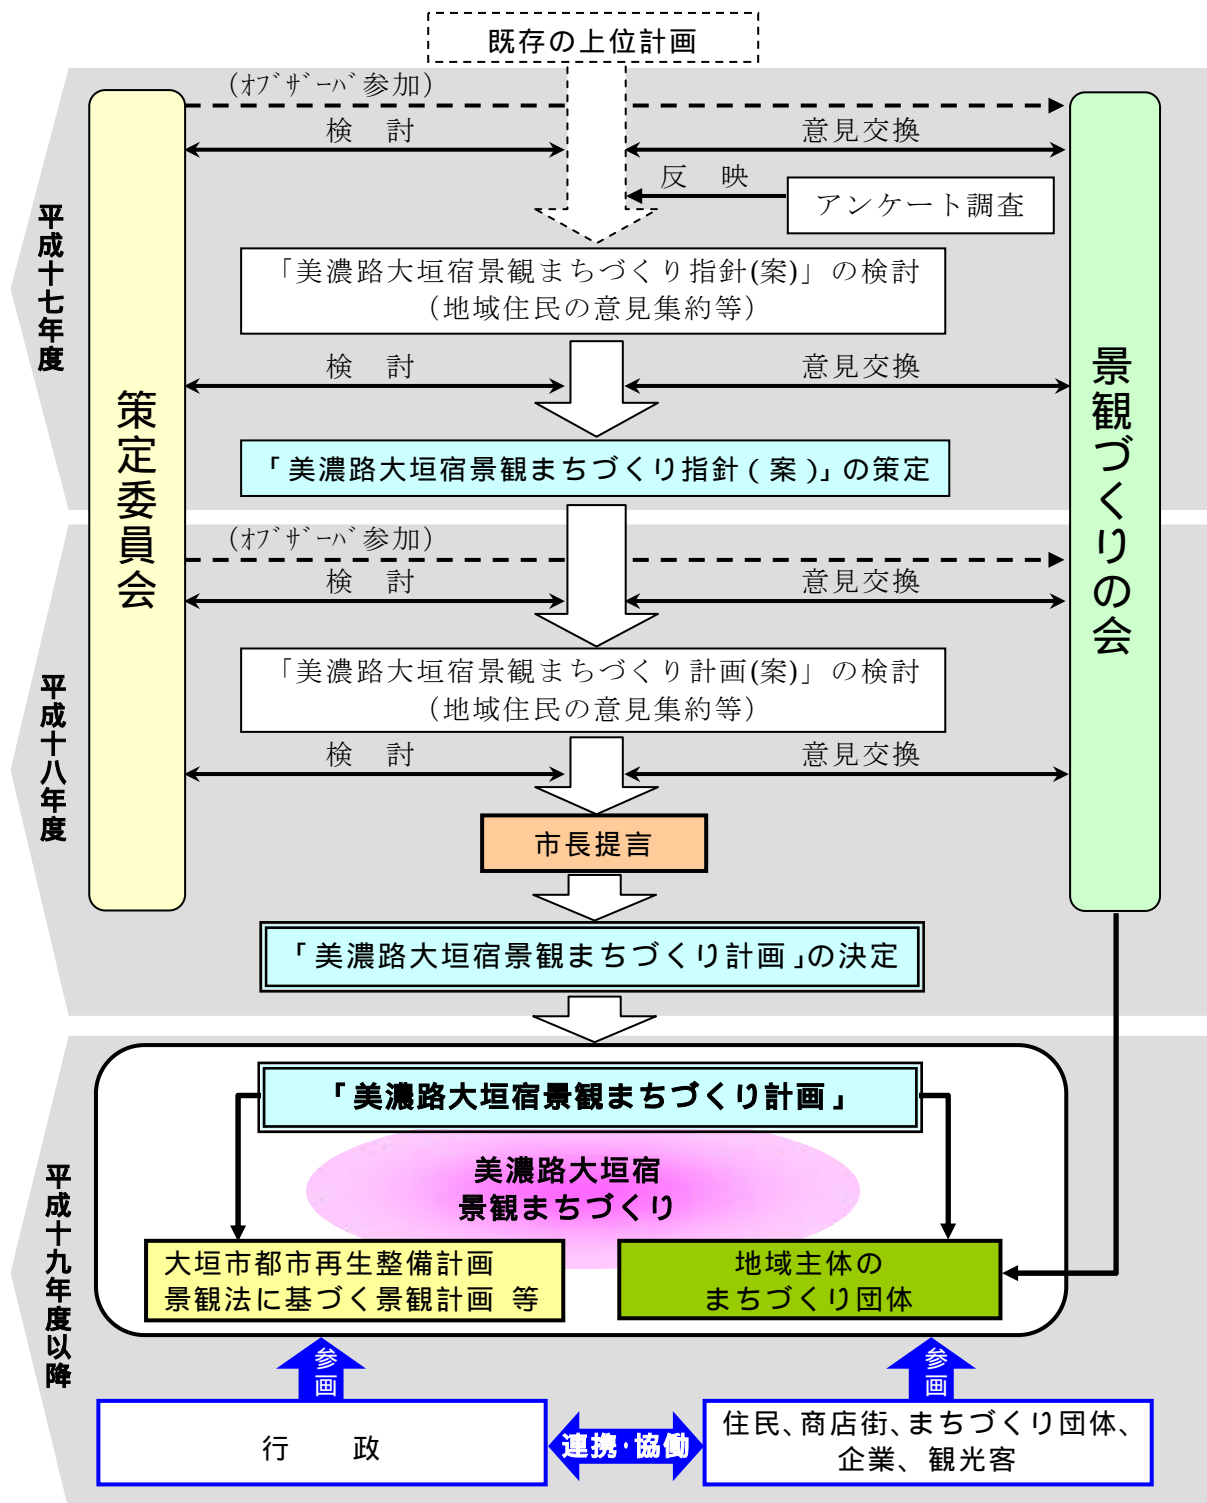 既存の上位計画
平成十七年度
策定委員会
景観づくりの会
(ｵﾌﾞｻﾞｰﾊﾞ参加)
検　討
意見交換
反　映
アンケート調査
「美濃路大垣宿景観まちづくり指針(案)」の検討
（地域住民の意見集約等）
検　討
意見交換
「美濃路大垣宿景観まちづくり指針(案)」の策定
平成十八年度
(ｵﾌﾞｻﾞｰﾊﾞ参加)
検　討
意見交換
「美濃路大垣宿景観まちづくり計画(案)」の検討
（地域住民の意見集約等）
検　討
意見交換
市長提言
「美濃路大垣宿景観まちづくり計画」の決定
平成十九年度以降
「美濃路大垣宿景観まちづくり計画」
美濃路大垣宿
景観まちづくり
大垣市都市再生整備計画
景観法に基づく景観計画 等
地域主体の
まちづくり団体
参画
参画
行　　政
連携・協働
住民、商店街、まちづくり団体、
企業、観光客